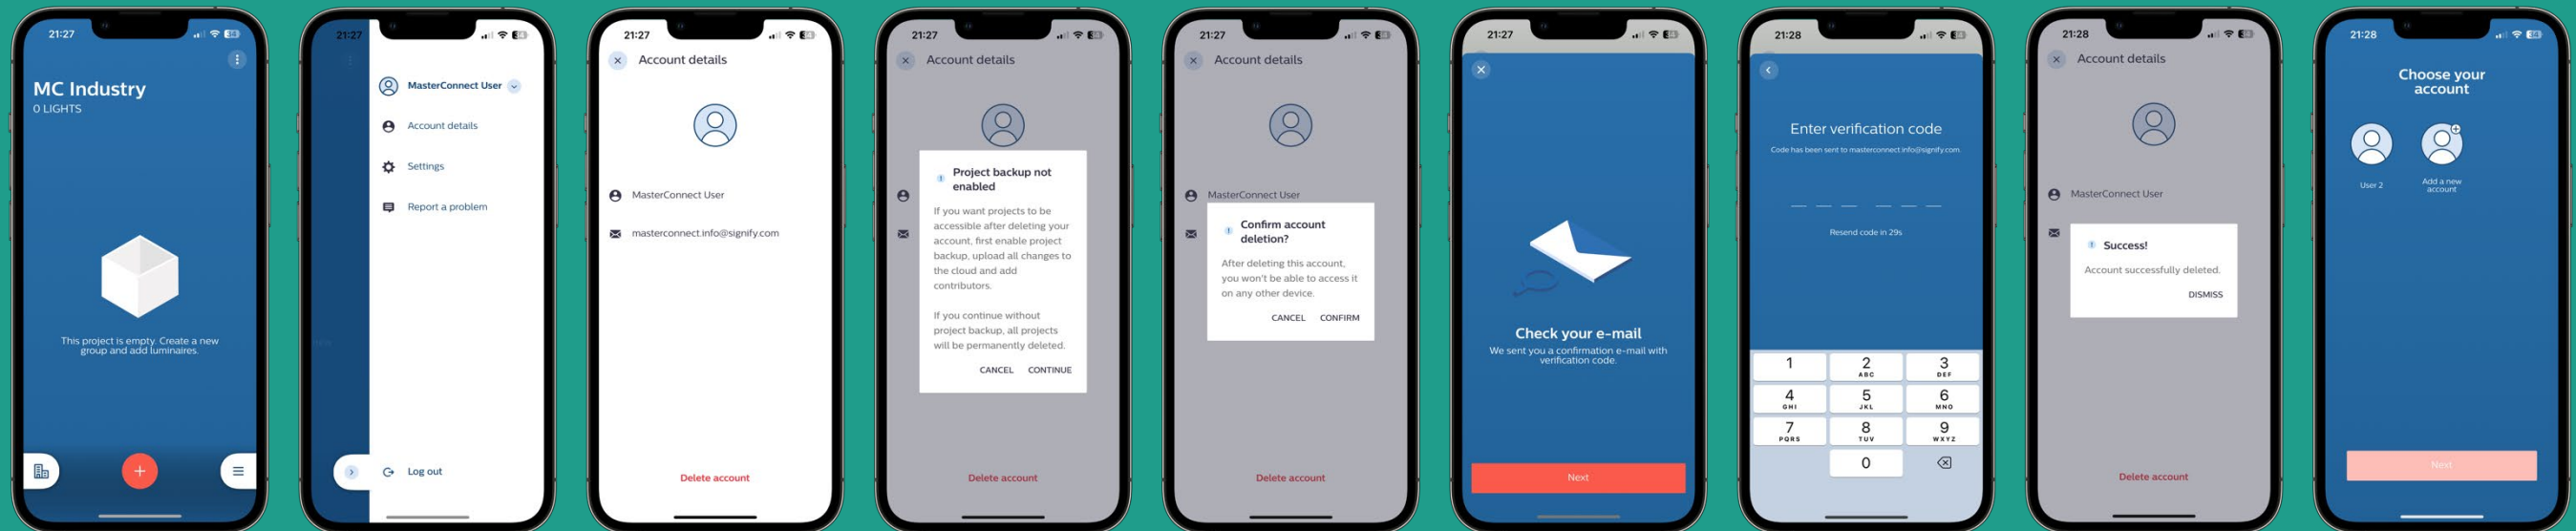 21:27
MC Industry
0 LIGHTS
This project is empty. Create a new
group and add luminaires.
21:27
MasterConnect User
Account details
Settings
Report a problem
Log out
21:27
Account details
MasterConnect User
masterconnect.info@signify.com
Delete account
21:27
Account details
Project backup not
enabled
If you want projects to be
accessible after deleting your
account, first enable project
backup, upload all changes to
the cloud and add
contributors.
If you continue without
project backup, all projects
will be permanently deleted.
CANCEL CONTINUE
Delete account
21:27
Account details
MasterConnect User
Confirm account
deletion?
After deleting this account,
you won't be able to access it
on any other device.
CANCEL CONFIRM
Delete account
21:27
Check your e-mail
We sent you a confirmation e-mail with
verification code.
Next
21:28
Enter verification code
Code has been sent to masterconnect.info@signify.com.
Resend code in 29s
1 2 3
ABC DEF
4 5 6
GHI JKL MNO
7 8 9
PQRS TUV WXYZ
0
21:28
Account details
MasterConnect User
Success!
Account successfully deleted.
DISMISS
Delete account
21:28
Choose your
account
User 2
Add a new
account
Next